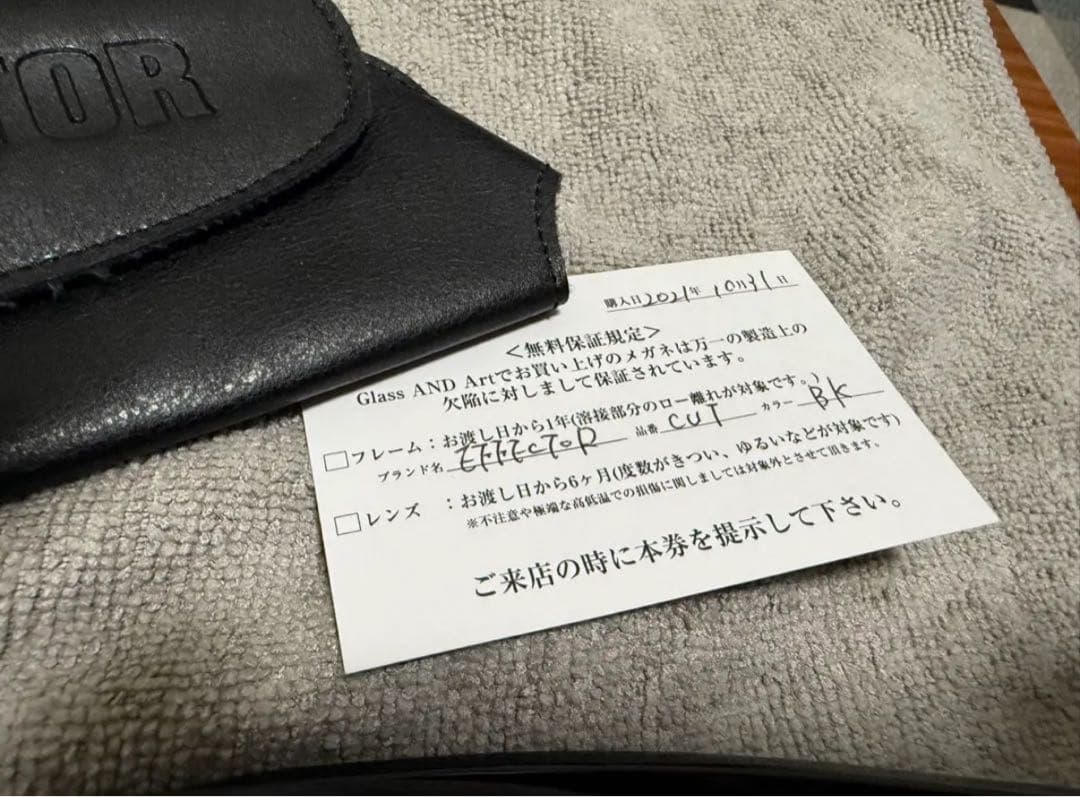 TOR
購入日2021年 10月31日
＜無料保証規定＞
Glass AND Artでお買い上げのメガネは万一の製造上の
欠陥に対しまして保証されています。
□フレーム：お渡し日から1年(溶接部分のロー離れが対象です。)
ブランド名 EFFECTOR 品番 CUT カラー BK
□レンズ ：お渡し日から6ヶ月(度数がきつい、ゆるいなどが対象です)
※不注意や極端な高低温での損傷に関しましては対象外とさせて頂きます。
ご来店の時に本券を提示して下さい。